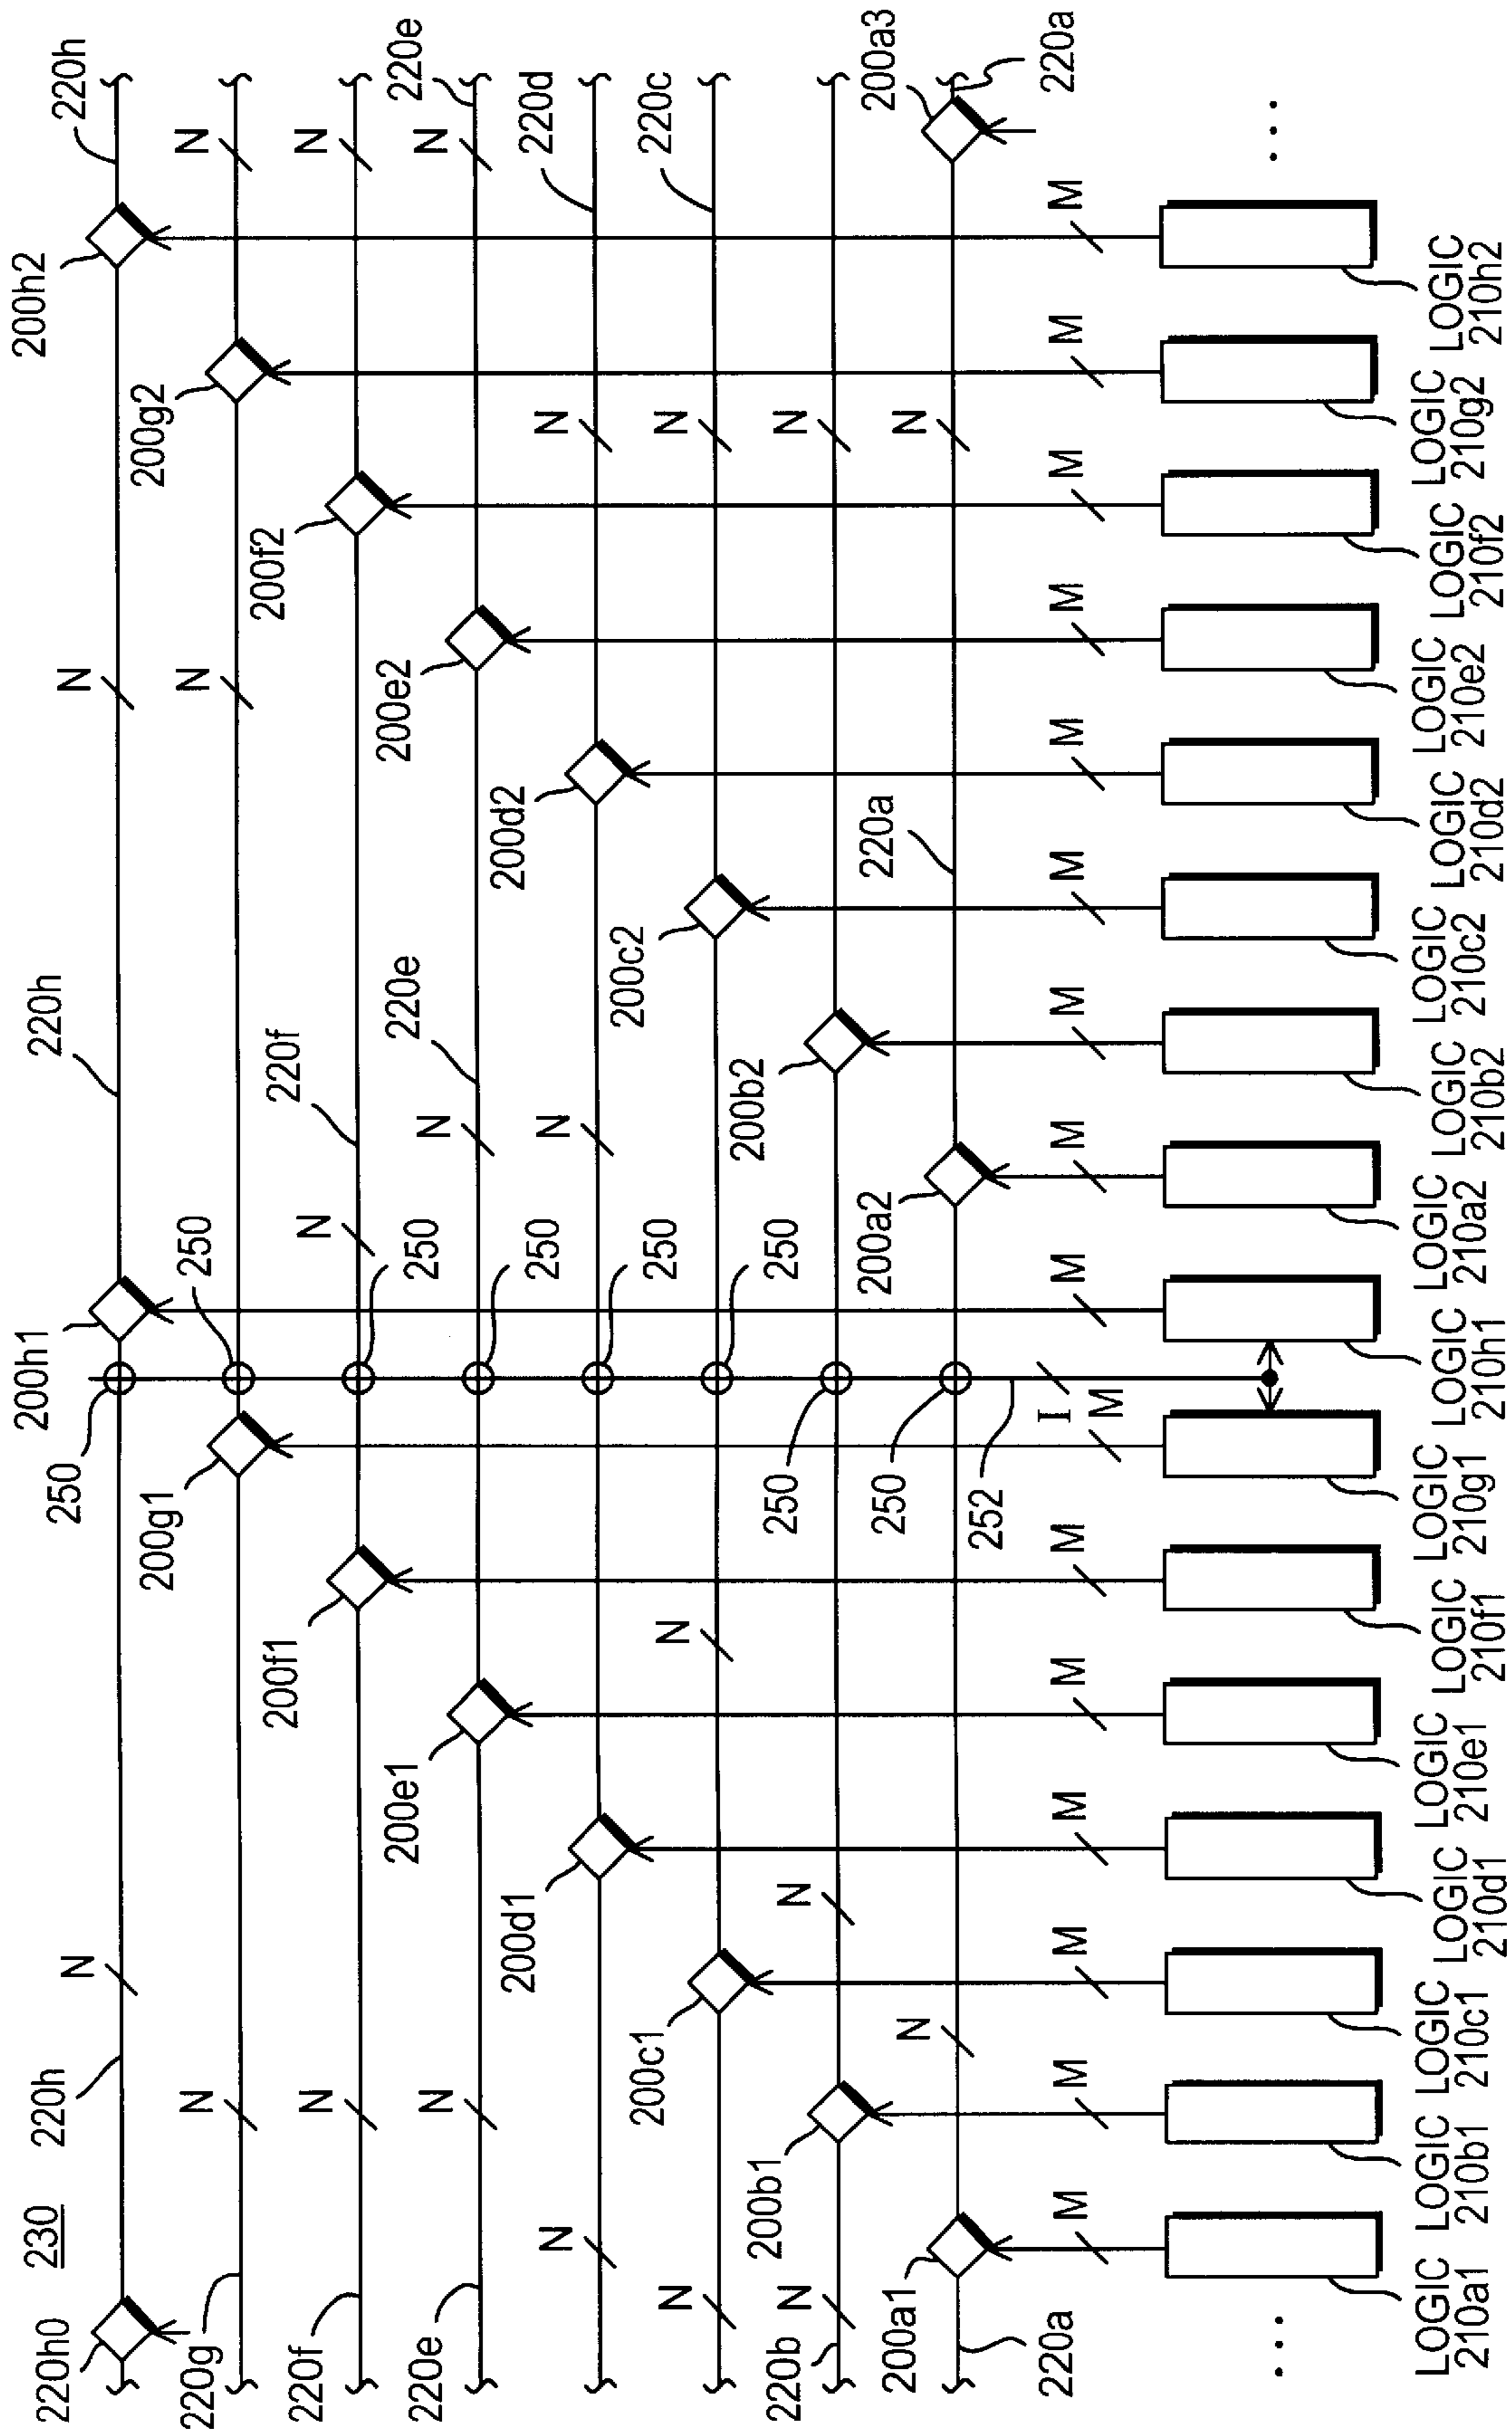 230
220h0
220h
N
250
200h1
220h
N
200h2
220h
220g
N
200g1
250
N
200g2
N
220f
N
200f1
250
N
220f
200f2
N
220e
N
200e1
250
N
220e
200e2
N
220e
N
200d1
250
N
200d2
N
220d
N
200c1
N
250
200c2
N
220c
220b
N
200b1
N
250
200b2
N
220a
200a1
N
250
252
200a2
220a
N
200a3
220a
M
M
M
M
M
M
M
I
M
M
M
M
M
M
M
M
M
...
LOGIC 210a1
LOGIC 210b1
LOGIC 210c1
LOGIC 210d1
LOGIC 210e1
LOGIC 210f1
LOGIC 210g1
LOGIC 210h1
LOGIC 210a2
LOGIC 210b2
LOGIC 210c2
LOGIC 210d2
LOGIC 210e2
LOGIC 210f2
LOGIC 210g2
LOGIC 210h2
...